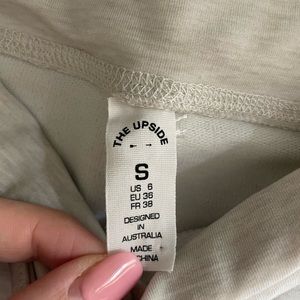 THE UPSIDE
S
US 6
EU 36
FR 38
DESIGNED
IN
AUSTRALIA
MADE
CHINA